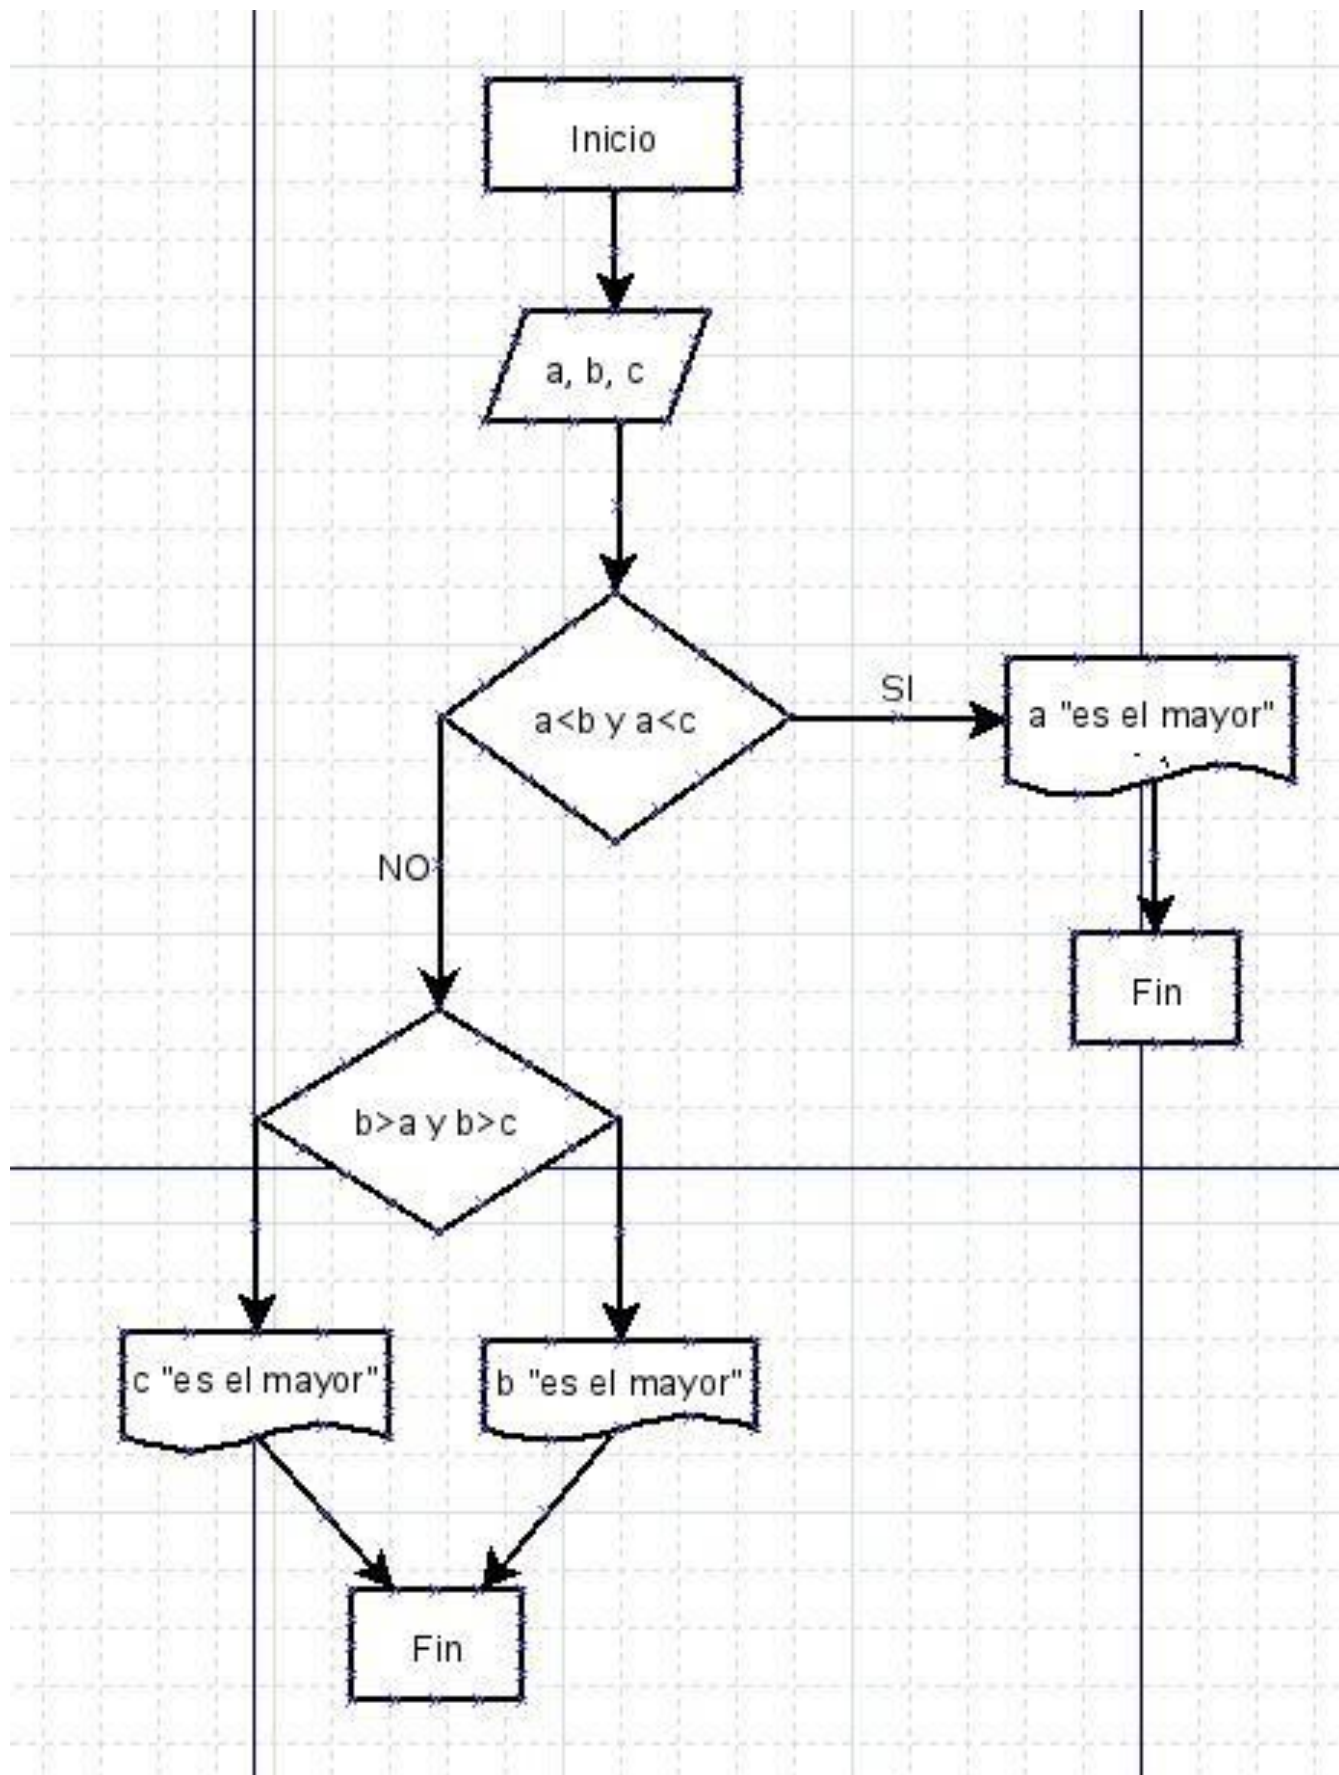 Inicio
a, b, c
a<b y a<c
SI
a "es el mayor"
NO
Fin
b>a y b>c
c "es el mayor"
b "es el mayor"
Fin